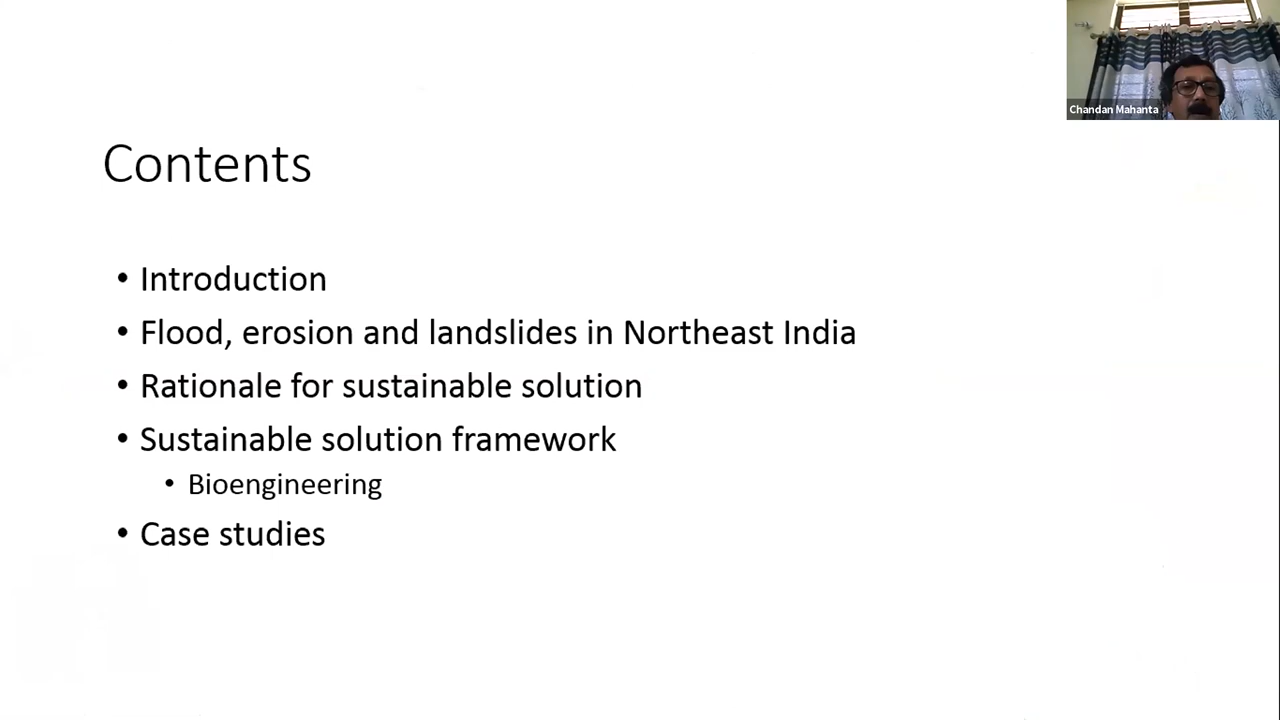 Chandan Mahanta
Contents
• Introduction
• Flood, erosion and landslides in Northeast India
• Rationale for sustainable solution
• Sustainable solution framework
• Bioengineering
• Case studies